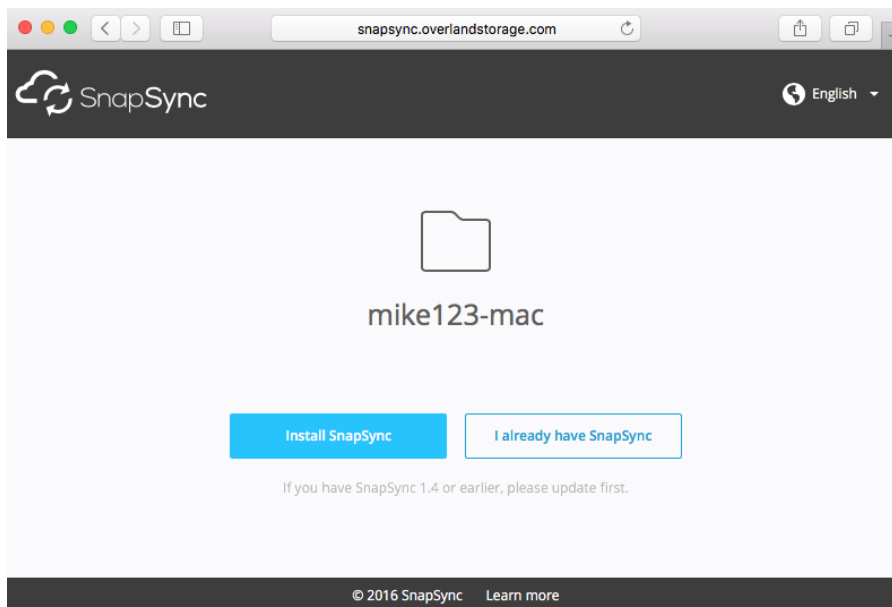 snapsync.overlandstorage.com
SnapSync
English
mike123-mac
Install SnapSync
I already have SnapSync
If you have SnapSync 1.4 or earlier, please update first.
© 2016 SnapSync Learn more